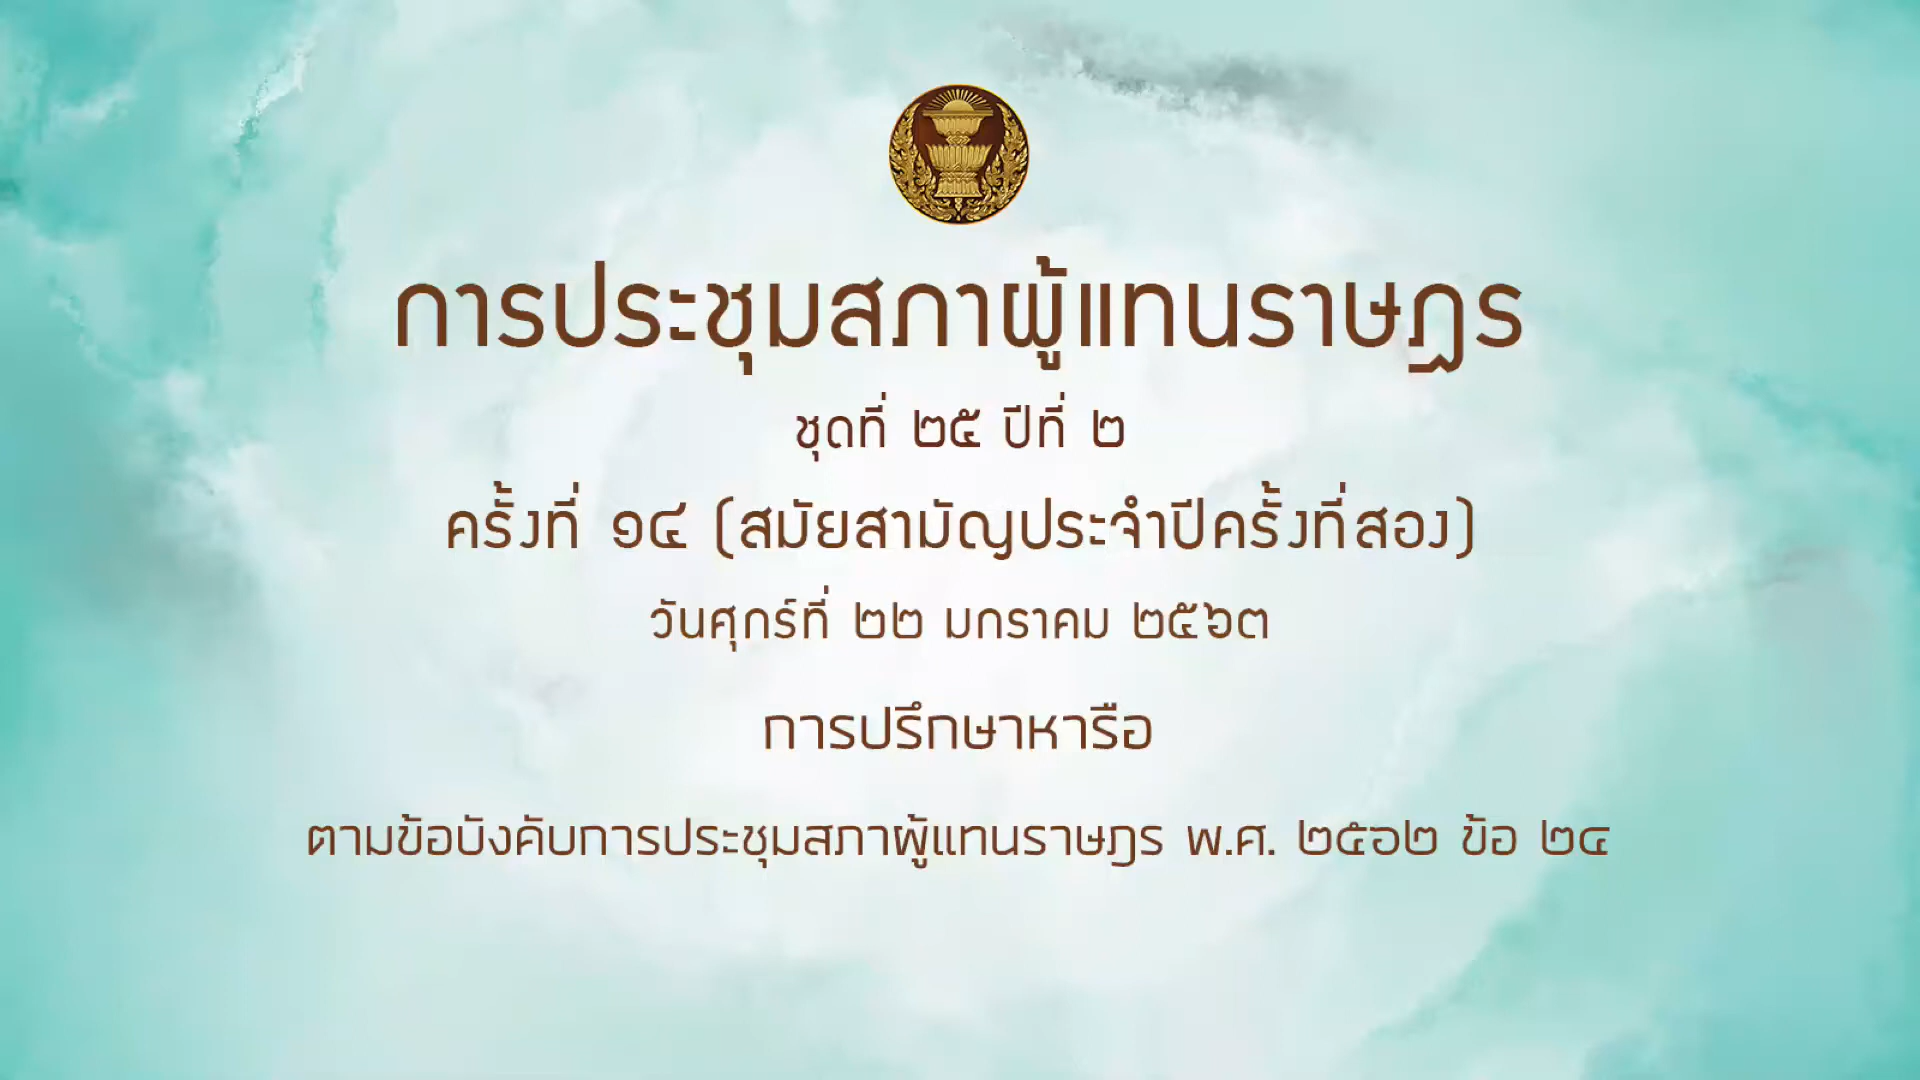 การประชุมสภาผู้แทนราษฎร
ชุดที่ ๒๕ ปีที่ ๒
ครั้งที่ ๑๔ (สมัยสามัญประจำปีครั้งที่สอง)
วันศุกร์ที่ ๒๒ มกราคม ๒๕๖๓
การปรึกษาหารือ
ตามข้อบังคับการประชุมสภาผู้แทนราษฎร พ.ศ. ๒๕๖๒ ข้อ ๒๔